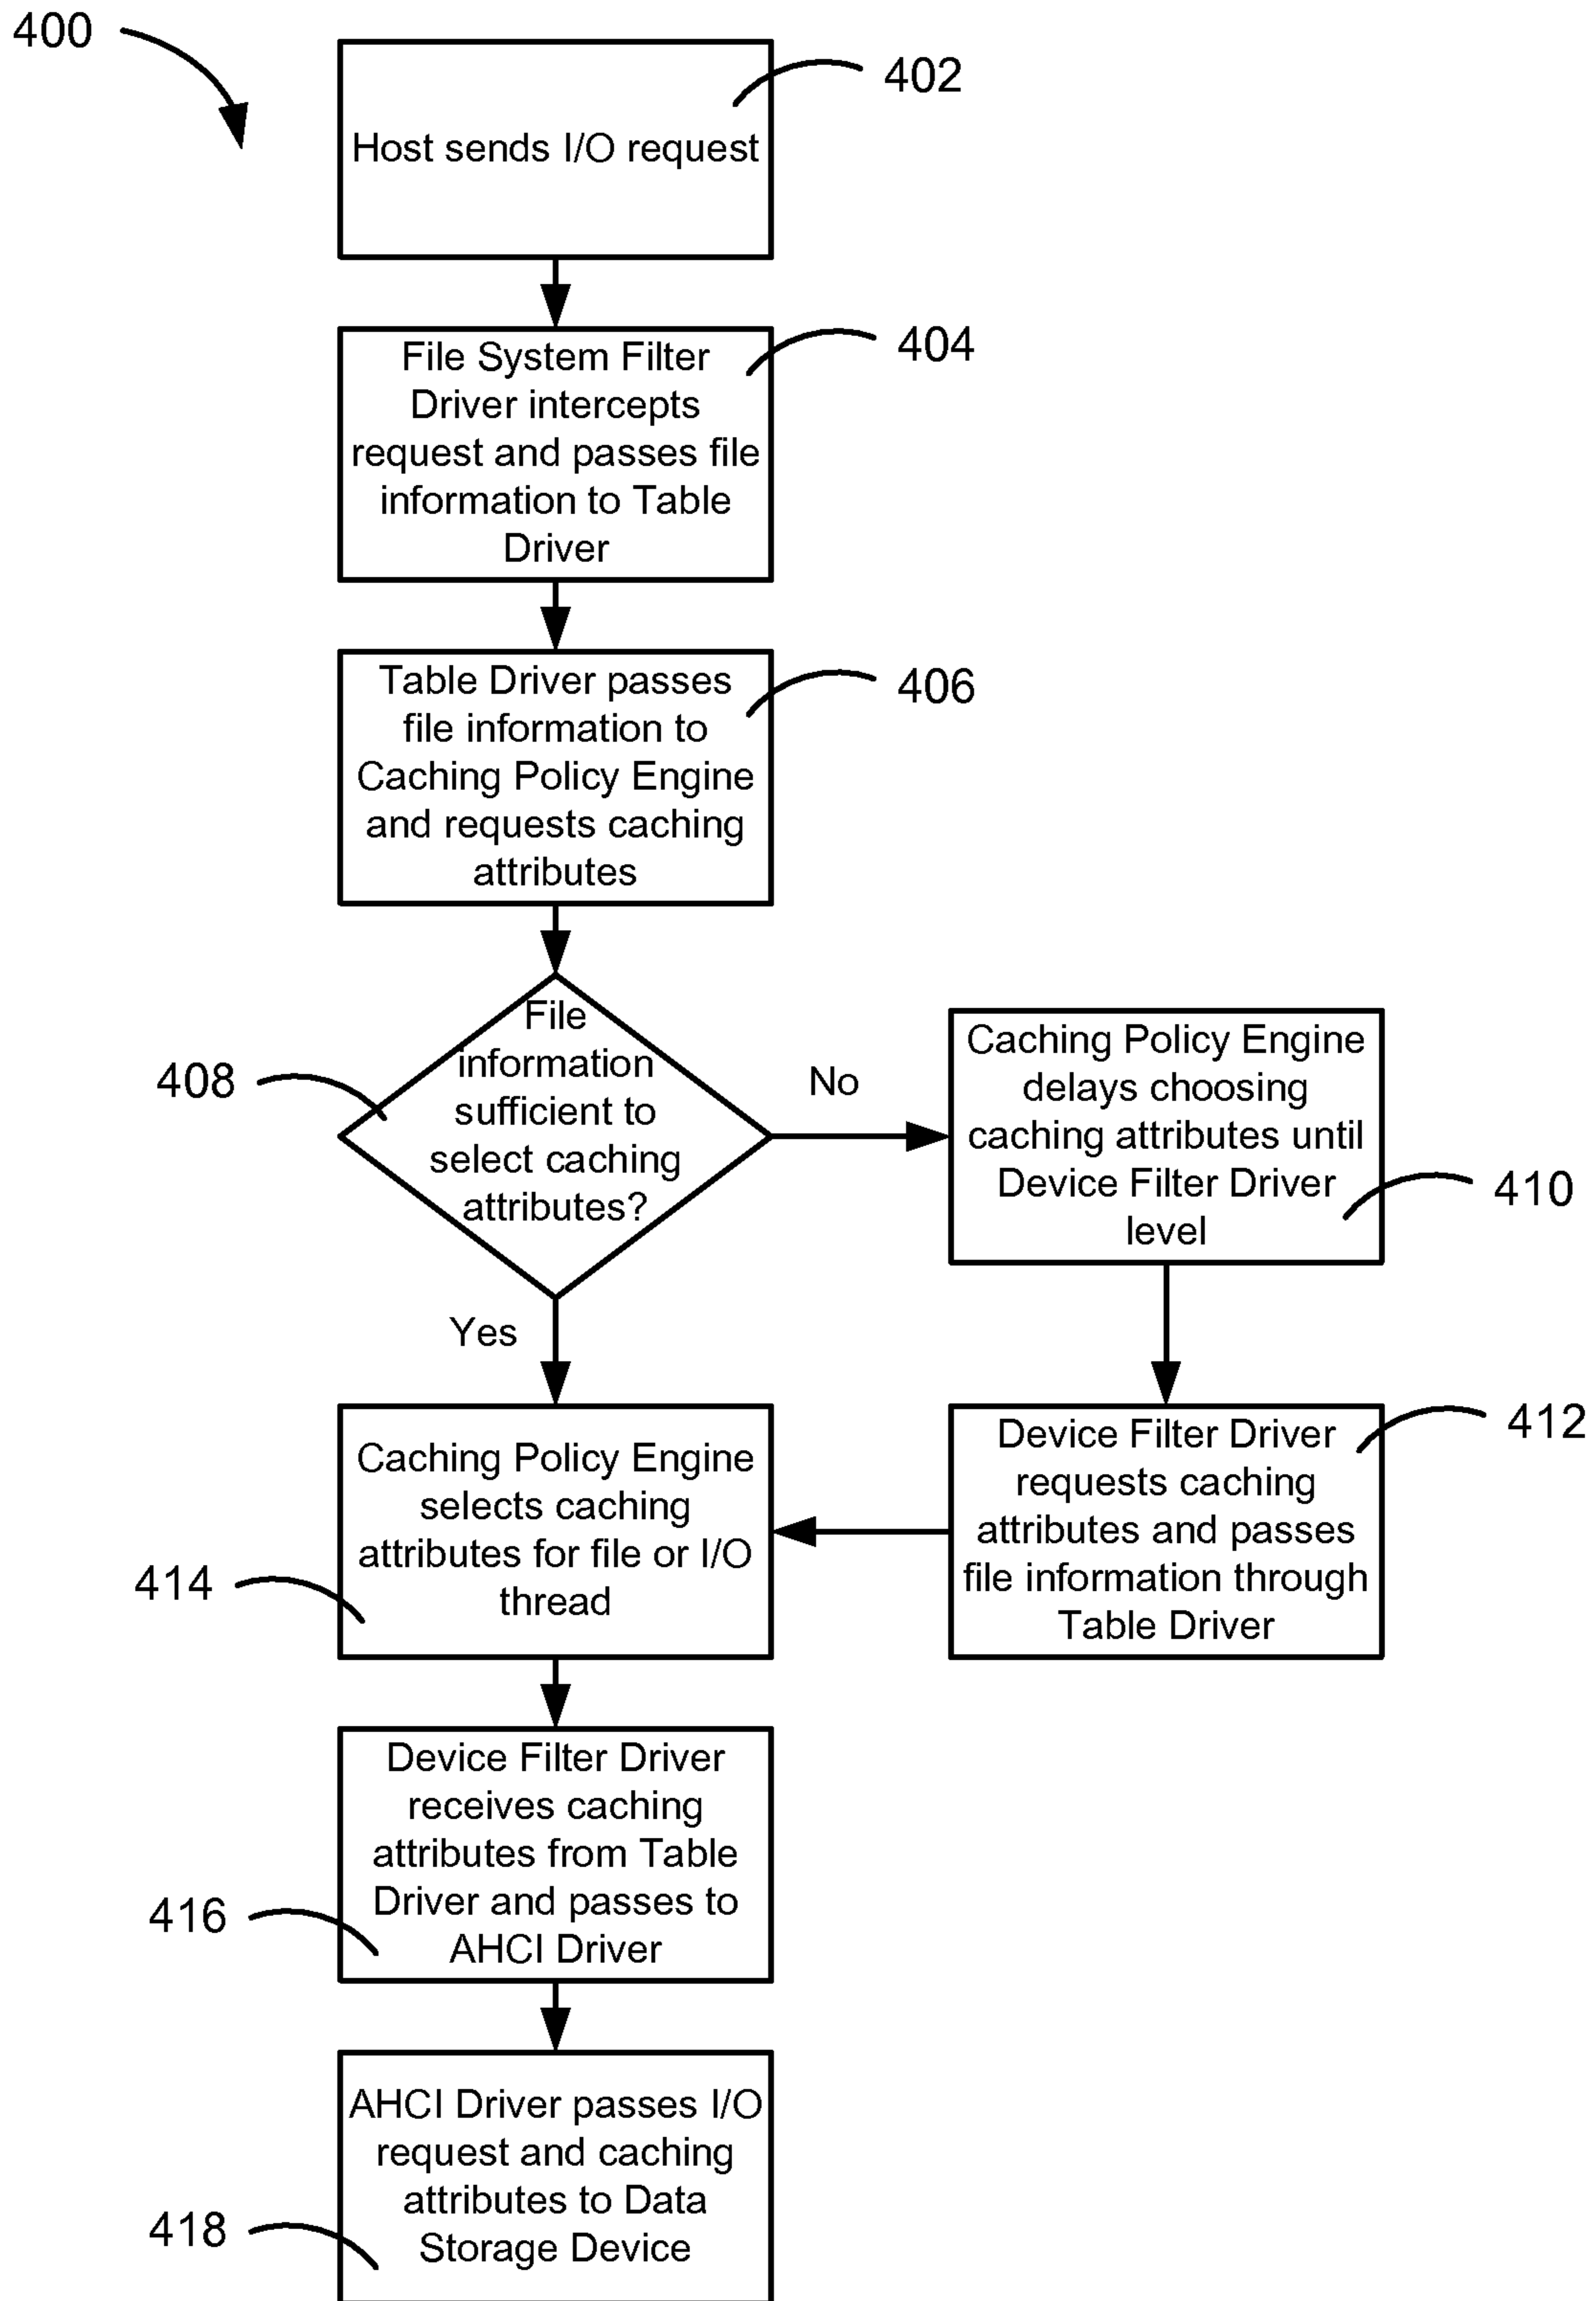 400
402
Host sends I/O request
404
File System Filter
Driver intercepts
request and passes file
information to Table
Driver
406
Table Driver passes
file information to
Caching Policy Engine
and requests caching
attributes
408
File
information
sufficient to
select caching
attributes?
No
Caching Policy Engine
delays choosing
caching attributes until
Device Filter Driver
level
410
Yes
412
Device Filter Driver
requests caching
attributes and passes
file information through
Table Driver
Caching Policy Engine
selects caching
attributes for file or I/O
thread
414
Device Filter Driver
receives caching
attributes from Table
Driver and passes to
AHCI Driver
416
AHCI Driver passes I/O
request and caching
attributes to Data
Storage Device
418